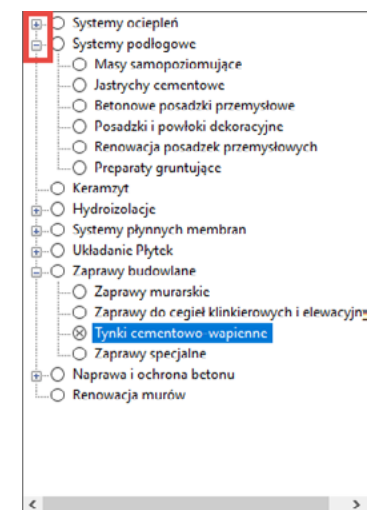 Systemy ociepleń
Systemy podłogowe
Masy samopoziomujące
Jastrychy cementowe
Betonowe posadzki przemysłowe
Posadzki i powłoki dekoracyjne
Renowacja posadzek przemysłowych
Preparaty gruntujące
Keramzyt
Hydroizolacje
Systemy płynnych membran
Układanie Płytek
Zaprawy budowlane
Zaprawy murarskie
Zaprawy do cegieł klinkierowych i elewacyjny
Tynki cementowo-wapienne
Zaprawy specjalne
Naprawa i ochrona betonu
Renowacja murów